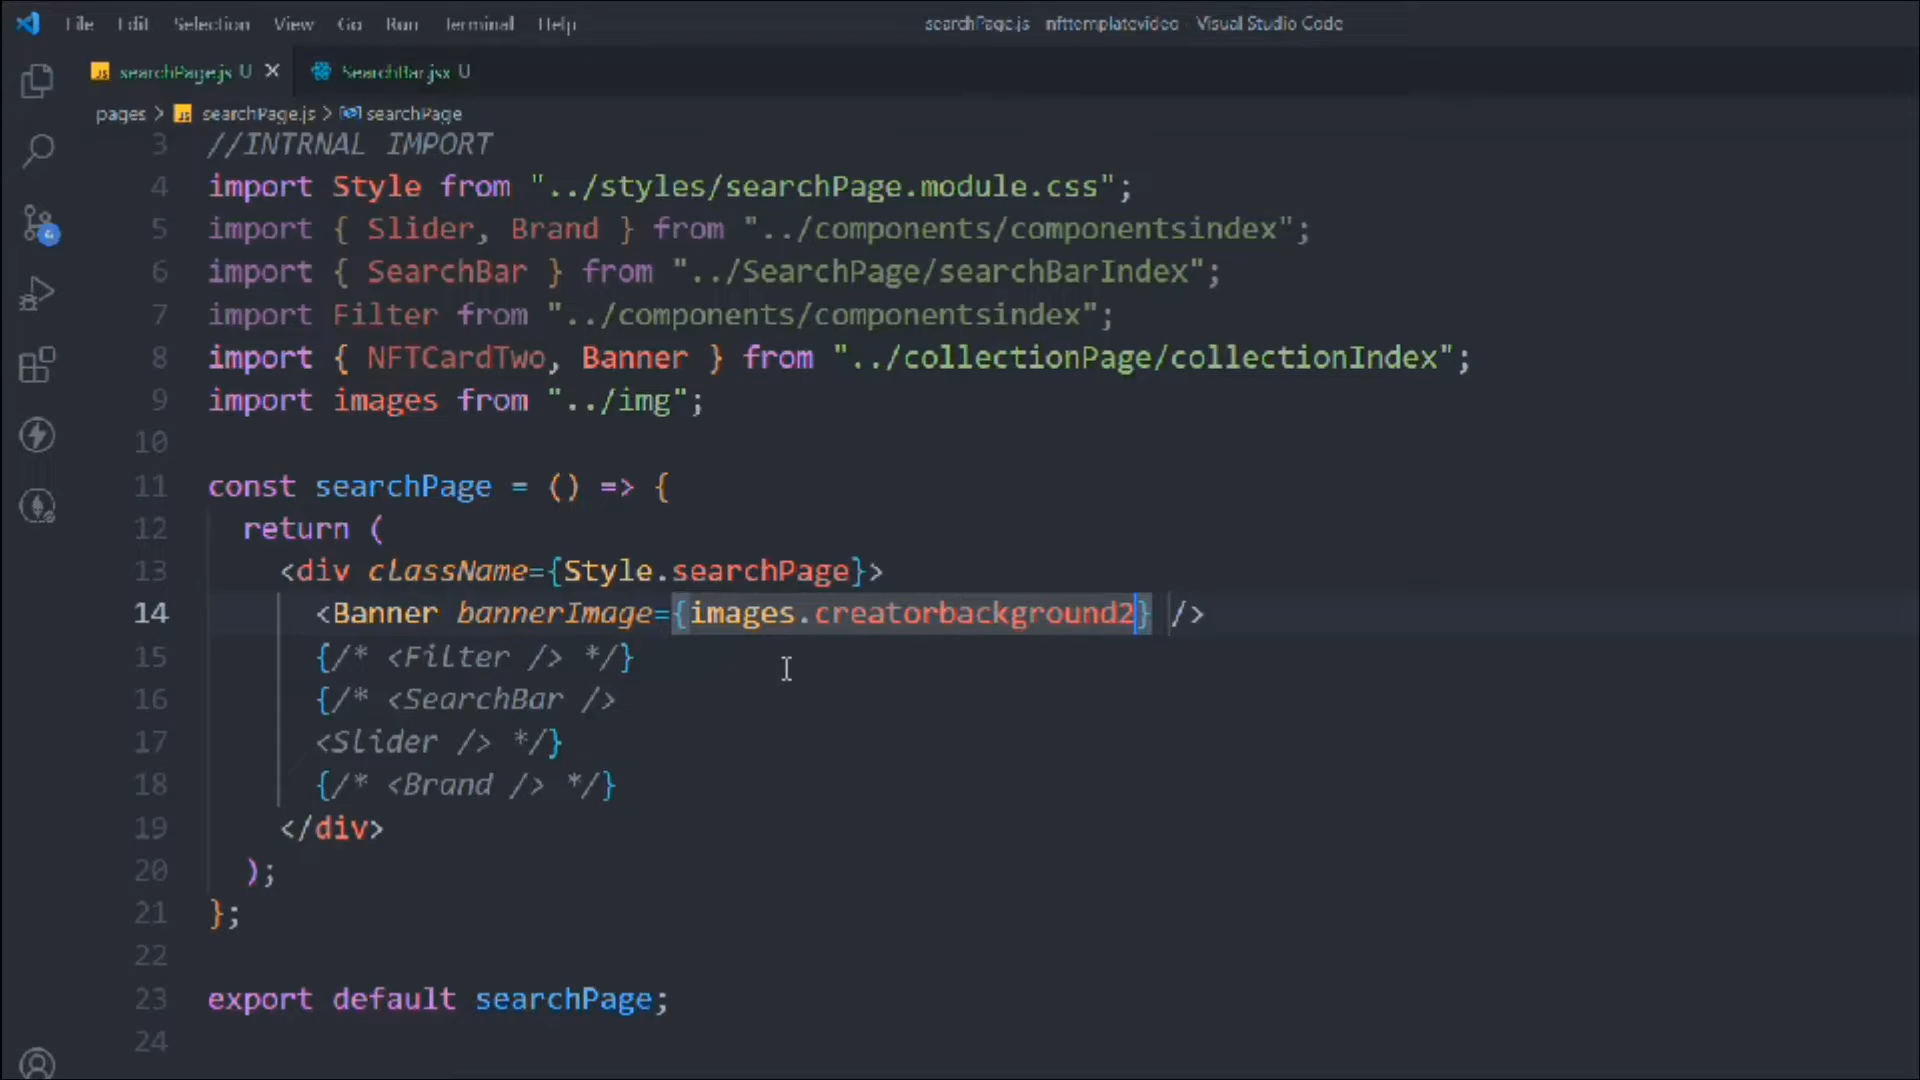 File Edit Selection View Go Run Terminal Help
searchPage.js nfttemplatevideo - Visual Studio Code
searchPage.js U
SearchBar.jsx U
pages > searchPage.js > searchPage
3 //INTRNAL IMPORT
4 import Style from "../styles/searchPage.module.css";
5 import { Slider, Brand } from "../components/componentsindex";
6 import { SearchBar } from "../SearchPage/searchBarIndex";
7 import Filter from "../components/componentsindex";
8 import { NFTCardTwo, Banner } from "../collectionPage/collectionIndex";
9 import images from "../img";
10
11 const searchPage = () => {
12 return (
13 <div className={Style.searchPage}>
14 <Banner bannerImage={images.creatorbackground2} />
15 {/* <Filter /> */}
16 {/* <SearchBar />
17 <Slider /> */}
18 {/* <Brand /> */}
19 </div>
20 );
21 };
22
23 export default searchPage;
24